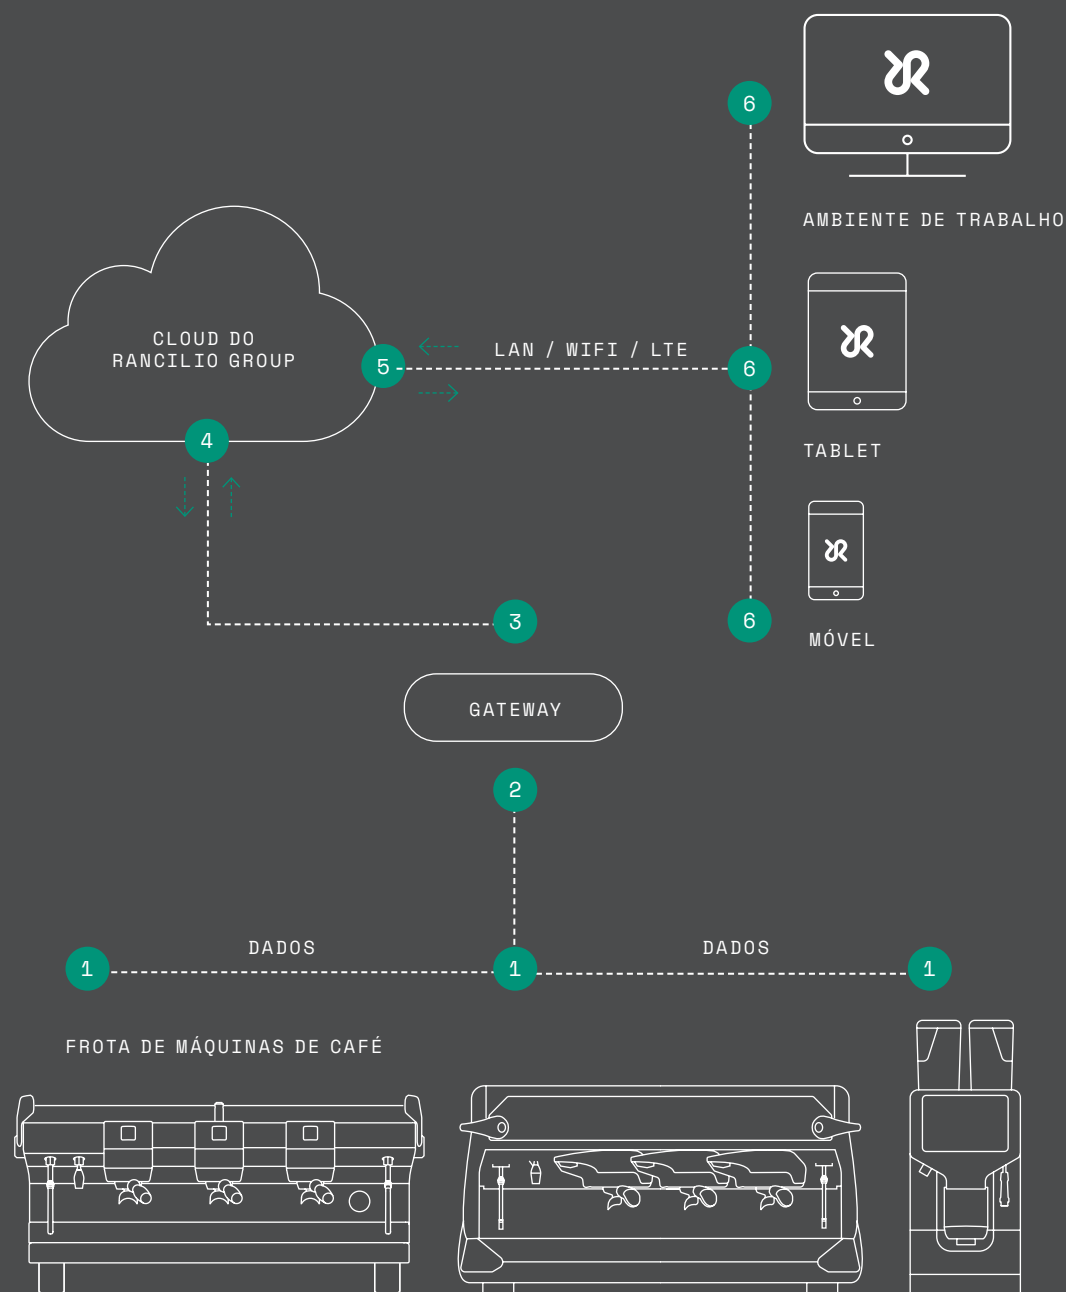 6
AMBIENTE DE TRABALHO
CLOUD DO
RANCILIO GROUP
5
LAN / WIFI / LTE
6
4
TABLET
3
6
MÓVEL
GATEWAY
2
DADOS
DADOS
1
1
1
FROTA DE MÁQUINAS DE CAFÉ